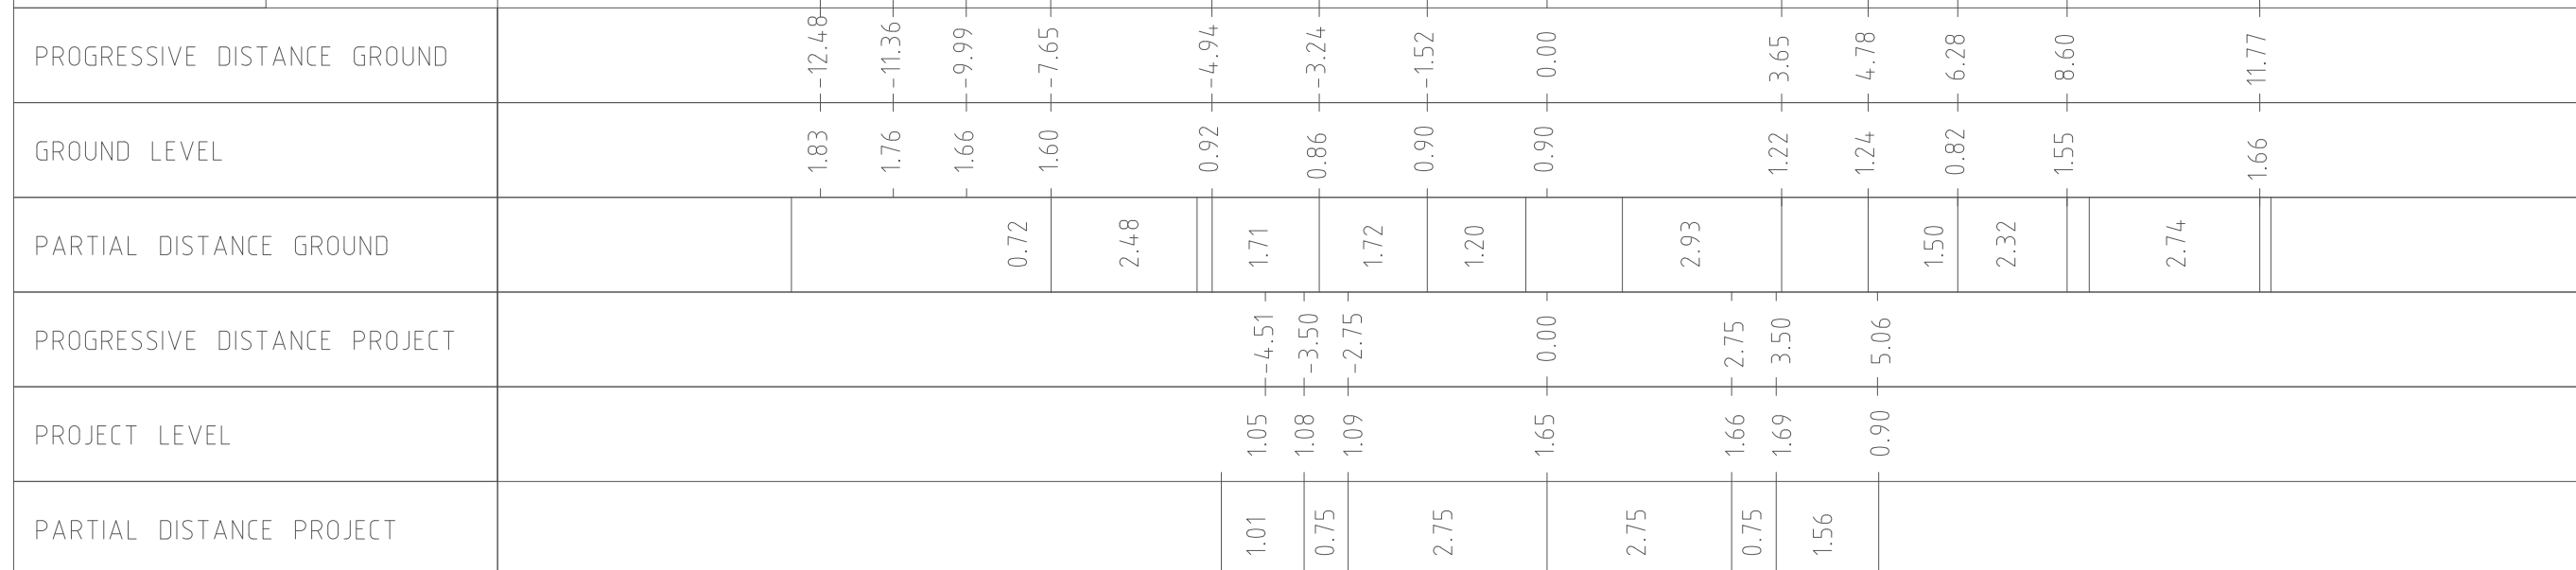 PROGRESSIVE DISTANCE GROUND -12.48 -11.36 -9.99 -7.65 -4.94 -3.24 -1.52 0.00 3.65 4.78 6.28 8.60 11.77
GROUND LEVEL 1.83 1.76 1.66 1.60 0.92 0.86 0.90 0.90 1.22 1.24 0.82 1.55 1.66
PARTIAL DISTANCE GROUND 0.72 2.48 1.71 1.72 1.20 2.93 1.50 2.32 2.74
PROGRESSIVE DISTANCE PROJECT -4.51 -3.50 -2.75 0.00 2.75 3.50 5.06
PROJECT LEVEL 1.05 1.08 1.09 1.65 1.66 1.69 0.90
PARTIAL DISTANCE PROJECT 1.01 0.75 2.75 2.75 0.75 1.56